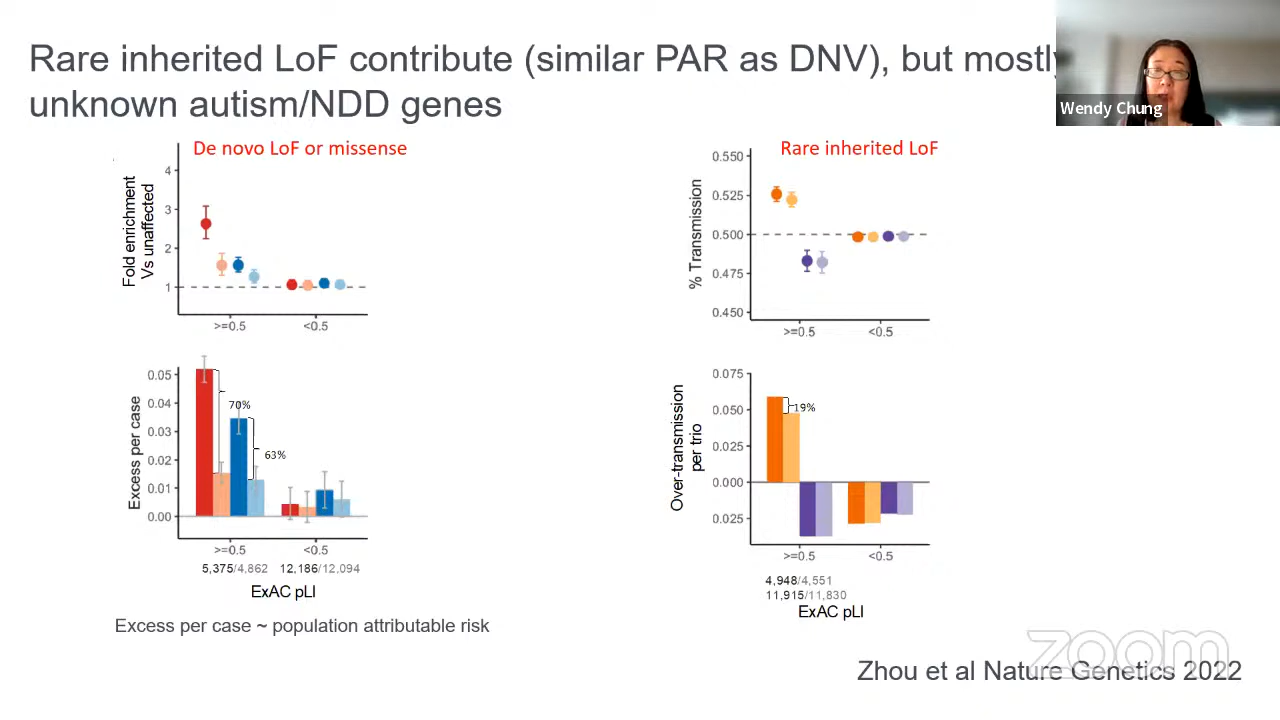 Rare inherited LoF contribute (similar PAR as DNV), but mostly
unknown autism/NDD genes
Wendy Chung
De novo LoF or missense
Fold enrichment
Vs unaffected
4
3
2
1
>=0.5
<0.5
Excess per case
0.05
0.04
0.03
0.02
0.01
0.00
70%
63%
>=0.5
<0.5
5,375/4,862
12,186/12,094
ExAC pLI
Excess per case ~ population attributable risk
Rare inherited LoF
% Transmission
0.550
0.525
0.500
0.475
0.450
>=0.5
<0.5
Over-transmission
per trio
0.075
0.050
0.025
0.000
0.025
19%
>=0.5
<0.5
4,948/4,551
11,915/11,830
ExAC pLI
zoom
Zhou et al Nature Genetics 2022